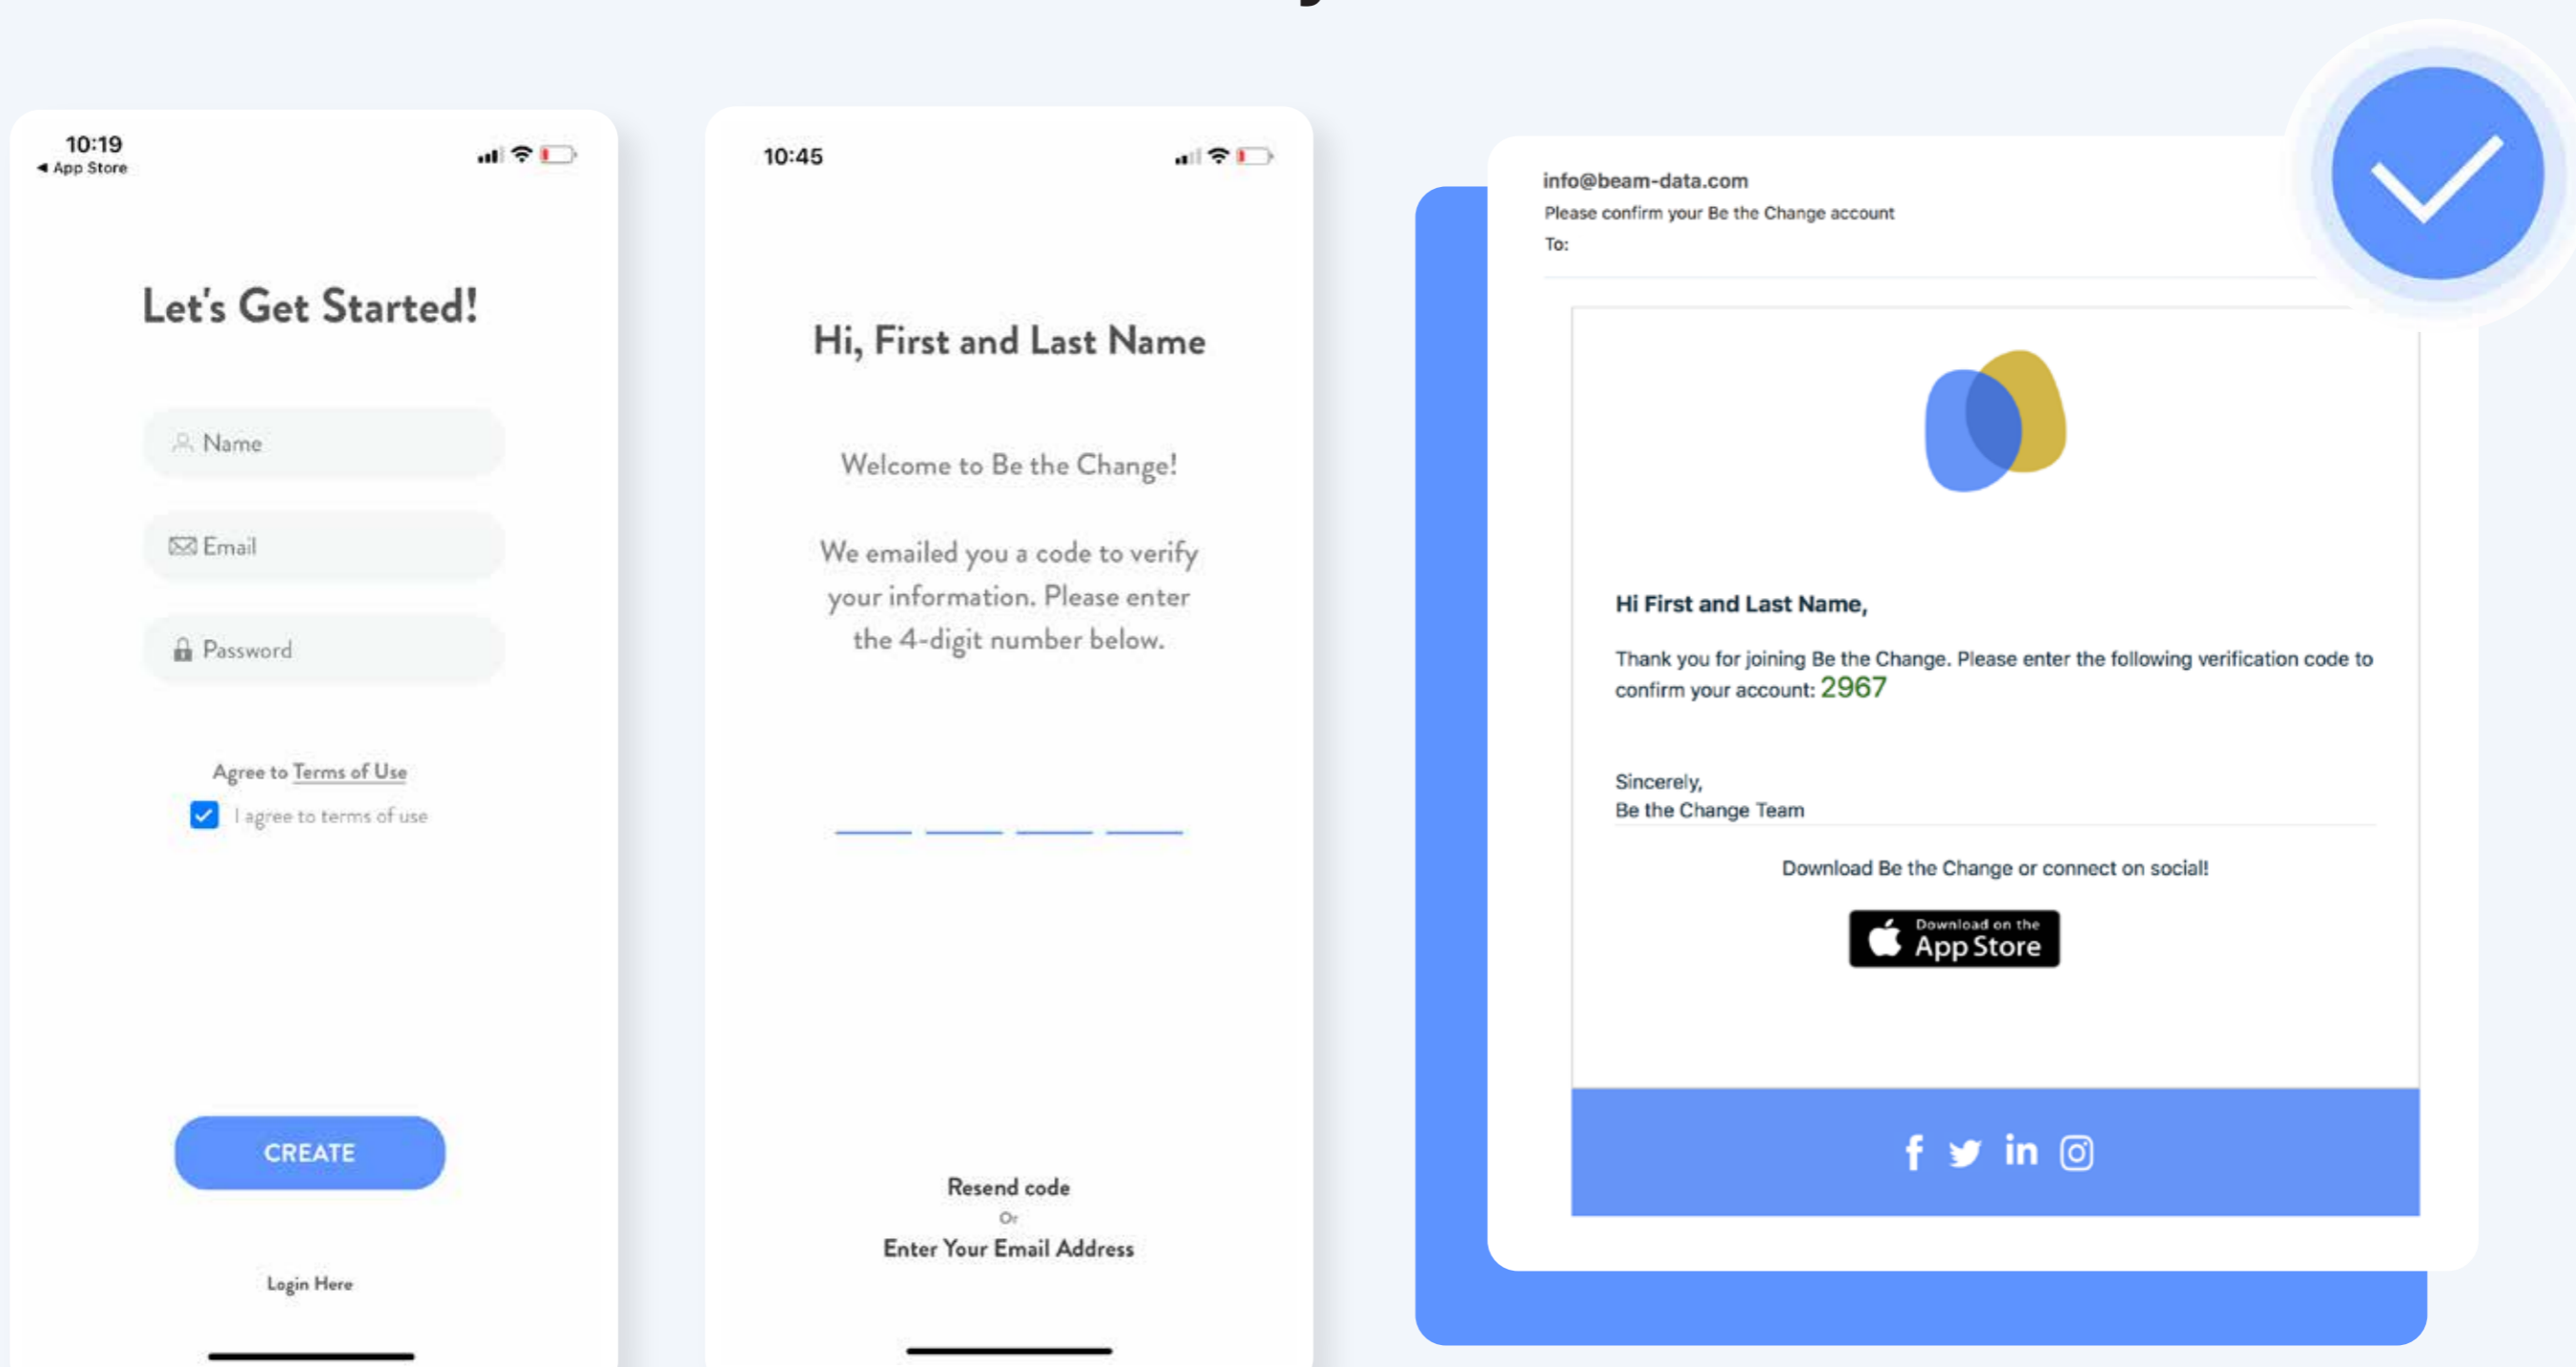 10:19
◀ App Store
Let's Get Started!
Name
Email
Password
Agree to Terms of Use
I agree to terms of use
CREATE
Login Here
10:45
Hi, First and Last Name
Welcome to Be the Change!
We emailed you a code to verify
your information. Please enter
the 4-digit number below.
Resend code
Or
Enter Your Email Address
info@beam-data.com
Please confirm your Be the Change account
To:
Hi First and Last Name,
Thank you for joining Be the Change. Please enter the following verification code to
confirm your account: 2967
Sincerely,
Be the Change Team
Download Be the Change or connect on social!
Download on the
App Store
f in